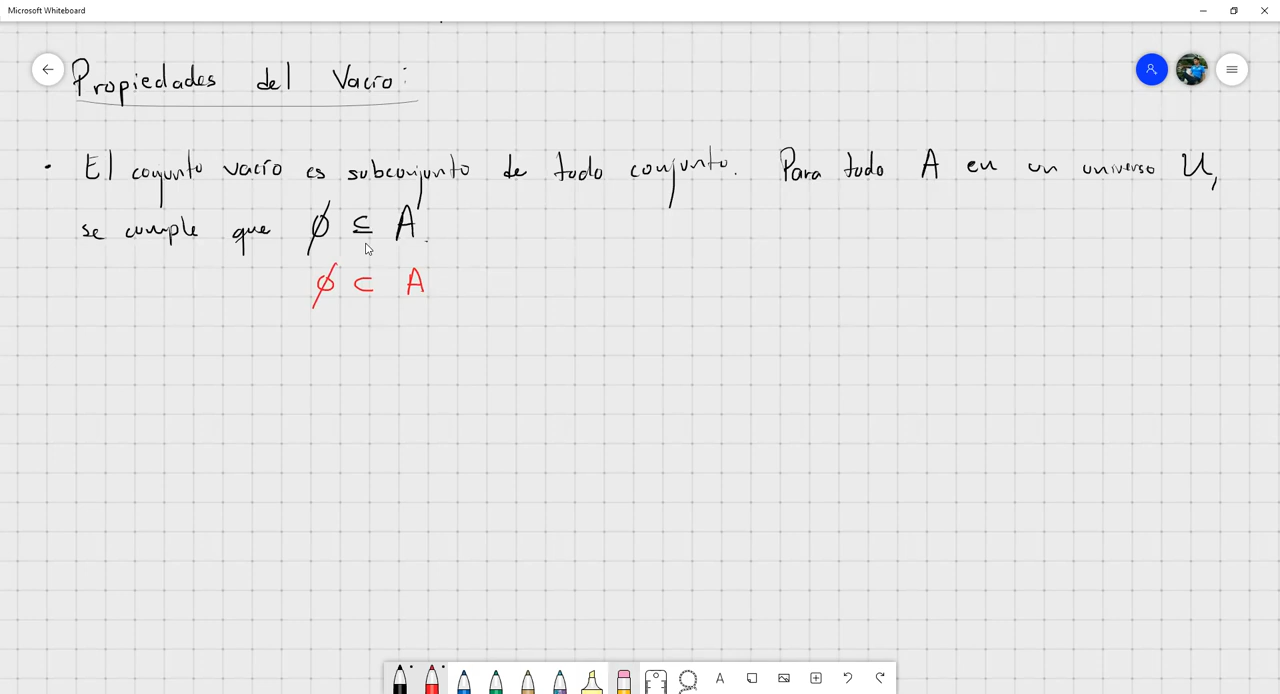 Microsoft Whiteboard
Propiedades del Vacío:
• El conjunto vacío es subconjunto de todo conjunto. Para todo A en un universo U,
se cumple que ∅ ⊆ A.
∅ ⊂ A
A